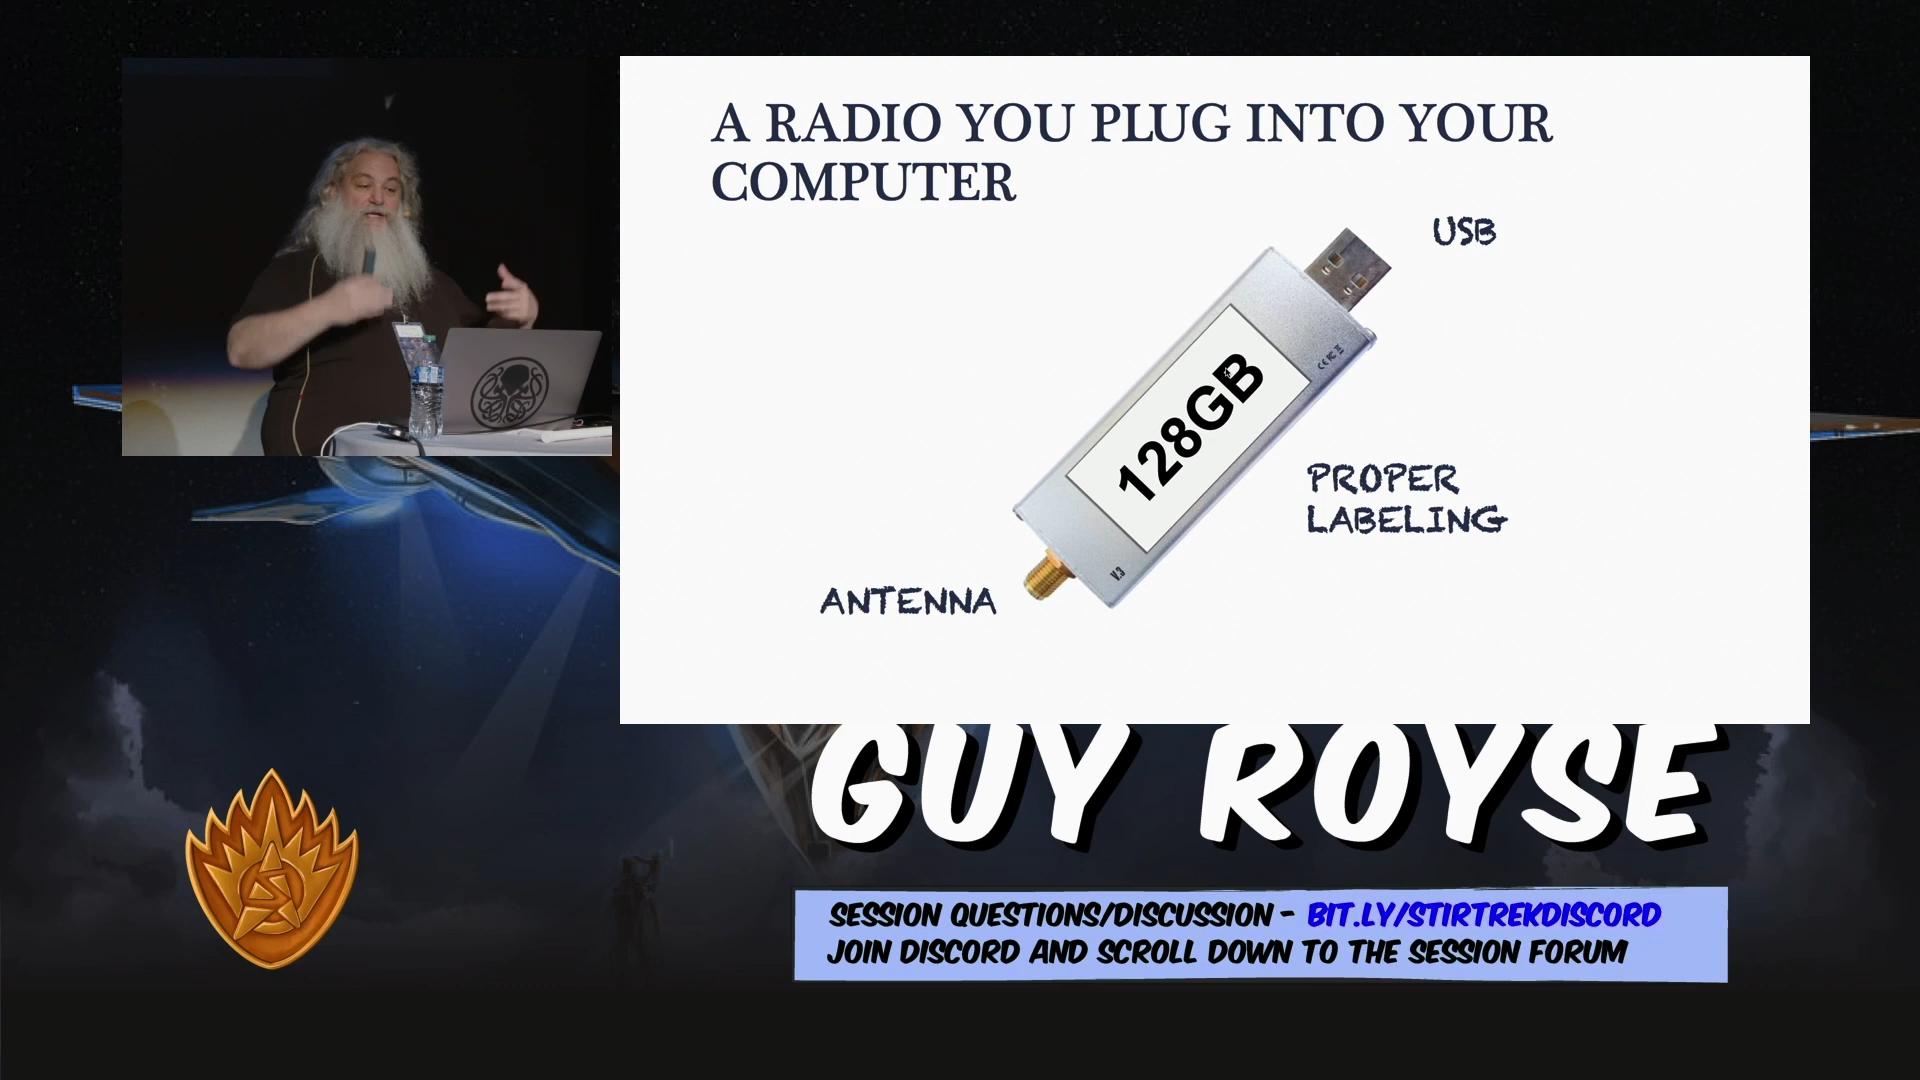 A RADIO YOU PLUG INTO YOUR
COMPUTER
USB
128GB
PROPER
LABELING
V.3
ANTENNA
GUY ROYSE
SESSION QUESTIONS/DISCUSSION - BIT.LY/STIRTREKDISCORD
JOIN DISCORD AND SCROLL DOWN TO THE SESSION FORUM